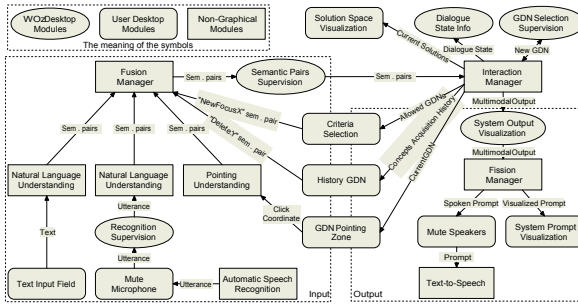 WOzDesktop
Modules
User Desktop
Modules
Non-Graphical
Modules
The meaning of the symbols
Solution Space
Visualization
Dialogue
State Info
GDN Selection
Supervision
Current Solutions
Dialogue State
New GDN
Fusion
Manager
Sem . pairs
Semantic Pairs
Supervision
Sem . pairs
Interaction
Manager
"NewFocusX" sem . pair
"DeleteY" sem . pair
Allowed GDNs
Concepts Acquisition History
CurrentGDN
MultimodalOutput
Sem . pairs
Sem . pairs
Sem . pairs
Criteria
Selection
System Output
Visualization
MultimodalOutput
Natural Language
Understanding
Natural Language
Understanding
Pointing
Understanding
History GDN
Fission
Manager
Utterance
Click
Coordinate
Spoken Prompt
Visualized Prompt
Text
Recognition
Supervision
GDN Pointing
Zone
Mute Speakers
System Prompt
Visualization
Utterance
Prompt
Text Input Field
Mute
Microphone
Utterance
Automatic Speech
Recognition
Text-to-Speech
Input
Output